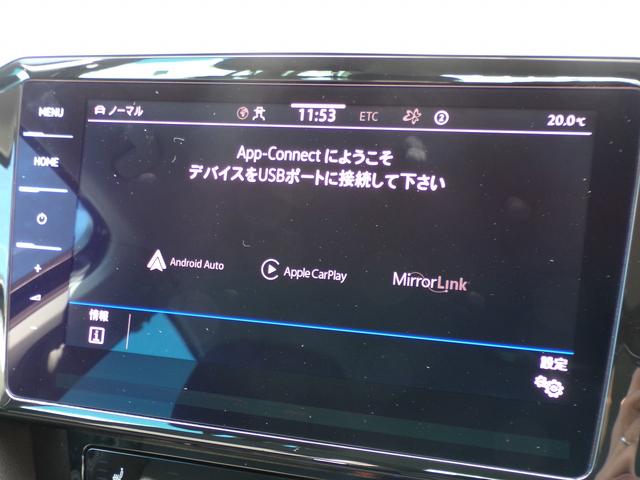 MENU
ノーマル
11:53
ETC
2
20.0℃
HOME
App-Connect にようこそ
デバイスをUSBポートに接続して下さい
Android Auto
Apple CarPlay
MirrorLink
+
情報
設定